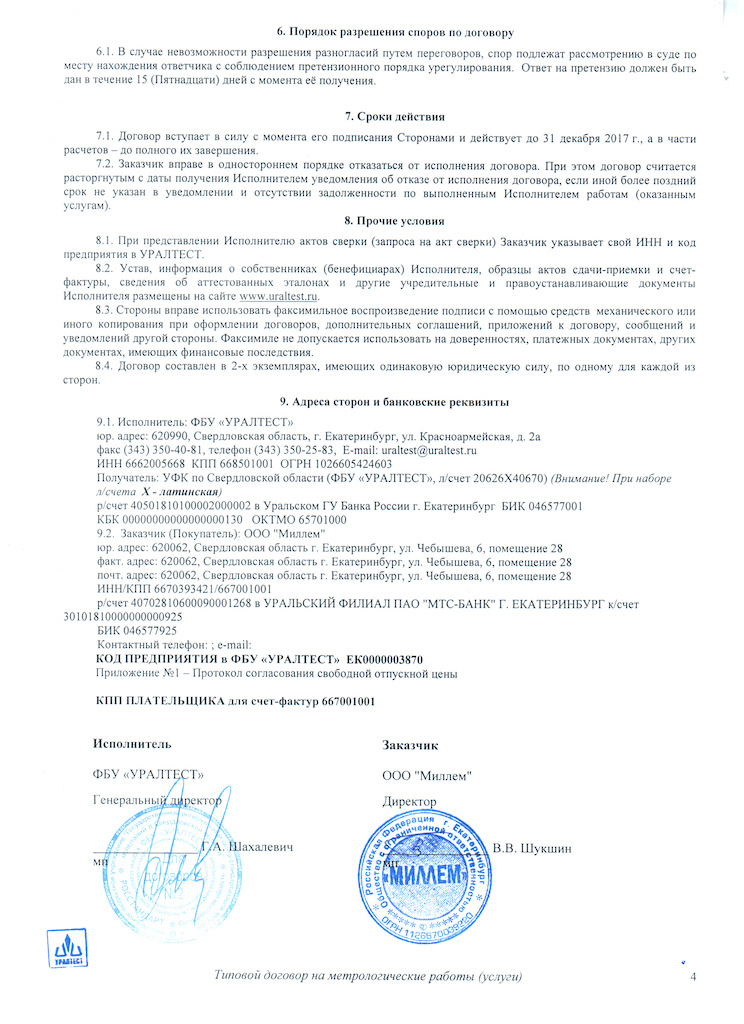 6. Порядок разрешения споров по договору
6.1. В случае невозможности разрешения разногласий путем переговоров, спор подлежат рассмотрению в суде по
месту нахождения ответчика с соблюдением претензионного порядка урегулирования. Ответ на претензию должен быть
дан в течение 15 (Пятнадцати) дней с момента её получения.
7. Сроки действия
7.1. Договор вступает в силу с момента его подписания Сторонами и действует до 31 декабря 2017 г., а в части
расчетов – до полного их завершения.
7.2. Заказчик вправе в одностороннем порядке отказаться от исполнения договора. При этом договор считается
расторгнутым с даты получения Исполнителем уведомления об отказе от исполнения договора, если иной более поздний
срок не указан в уведомлении и отсутствии задолженности по выполненным Исполнителем работам (оказанным
услугам).
8. Прочие условия
8.1. При представлении Исполнителю актов сверки (запроса на акт сверки) Заказчик указывает свой ИНН и код
предприятия в УРАЛТЕСТ.
8.2. Устав, информация о собственниках (бенефициарах) Исполнителя, образцы актов сдачи-приемки и счет-
фактуры, сведения об аттестованных эталонах и другие учредительные и правоустанавливающие документы
Исполнителя размещены на сайте www.uraltest.ru.
8.3. Стороны вправе использовать факсимильное воспроизведение подписи с помощью средств механического или
иного копирования при оформлении договоров, дополнительных соглашений, приложений к договору, сообщений и
уведомлений другой стороны. Факсимиле не допускается использовать на доверенностях, платежных документах, других
документах, имеющих финансовые последствия.
8.4. Договор составлен в 2-х экземплярах, имеющих одинаковую юридическую силу, по одному для каждой из
сторон.
9. Адреса сторон и банковские реквизиты
9.1. Исполнитель: ФБУ «УРАЛТЕСТ»
юр. адрес: 620990, Свердловская область, г. Екатеринбург, ул. Красноармейская, д. 2а
факс (343) 350-40-81, телефон (343) 350-25-83, E-mail: uraltest@uraltest.ru
ИНН 6662005668 КПП 668501001 ОГРН 1026605424603
Получатель: УФК по Свердловской области (ФБУ «УРАЛТЕСТ», л/счет 20626Х40670) (Внимание! При наборе
л/счета Х - латинская)
р/счет 40501810100002000002 в Уральском ГУ Банка России г. Екатеринбург БИК 046577001
КБК 00000000000000000130 ОКТМО 65701000
9.2. Заказчик (Покупатель): ООО "Миллем"
юр. адрес: 620062, Свердловская область г. Екатеринбург, ул. Чебышева, 6, помещение 28
факт. адрес: 620062, Свердловская область г. Екатеринбург, ул. Чебышева, 6, помещение 28
почт. адрес: 620062, Свердловская область г. Екатеринбург, ул. Чебышева, 6, помещение 28
ИНН/КПП 6670393421/667001001
р/счет 40702810600090001268 в УРАЛЬСКИЙ ФИЛИАЛ ПАО "МТС-БАНК" Г. ЕКАТЕРИНБУРГ к/счет
30101810000000000925
БИК 046577925
Контактный телефон: ; e-mail:
КОД ПРЕДПРИЯТИЯ в ФБУ «УРАЛТЕСТ» ЕК0000003870
Приложение №1 – Протокол согласования свободной отпускной цены
КПП ПЛАТЕЛЬЩИКА для счет-фактур 667001001
Исполнитель Заказчик
ФБУ «УРАЛТЕСТ» ООО "Миллем"
Генеральный директор Директор
Г.А. Шахалевич В.В. Шукшин
мп мп
Российская Федерация г. Екатеринбург
Общество с ограниченной ответственностью
«МИЛЛЕМ»
УРАЛТЕСТ
Типовой договор на метрологические работы (услуги) 4